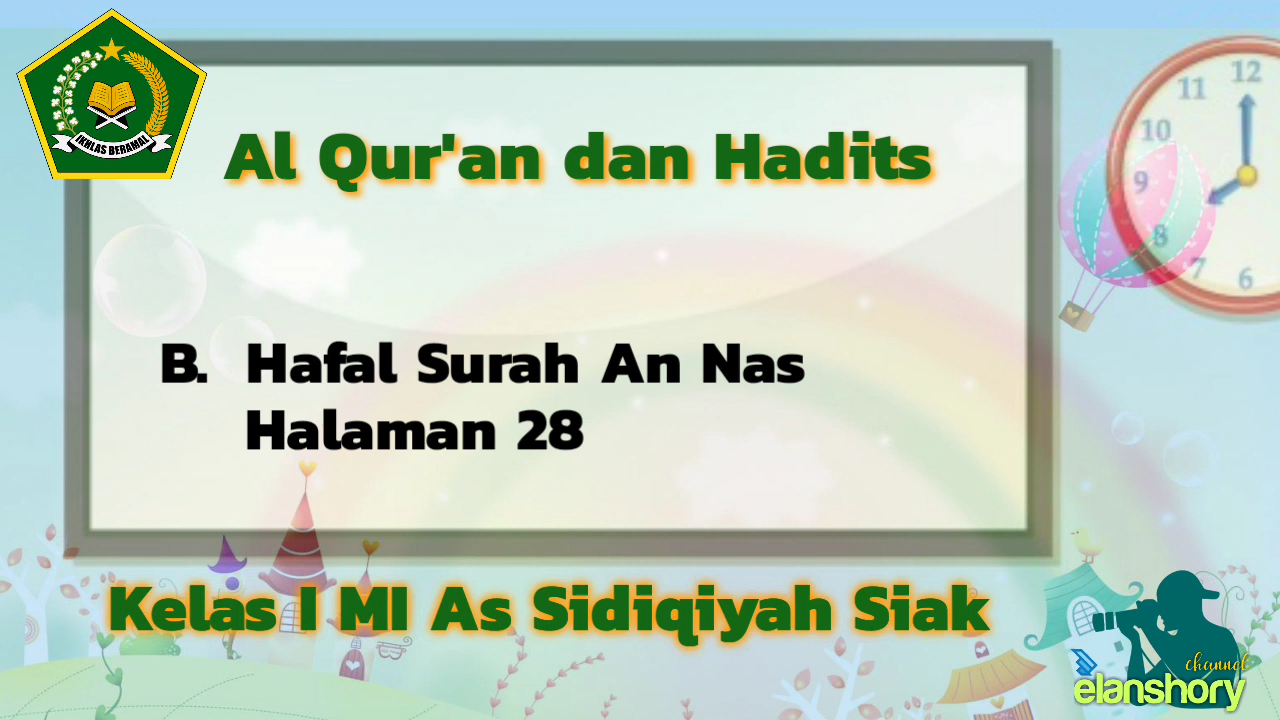 IKHLAS BERAMAL
Al Qur'an dan Hadits
12
11
10
9
8
7
6
B. Hafal Surah An Nas
Halaman 28
Kelas I MI As Sidiqiyah Siak
channel
elanshory